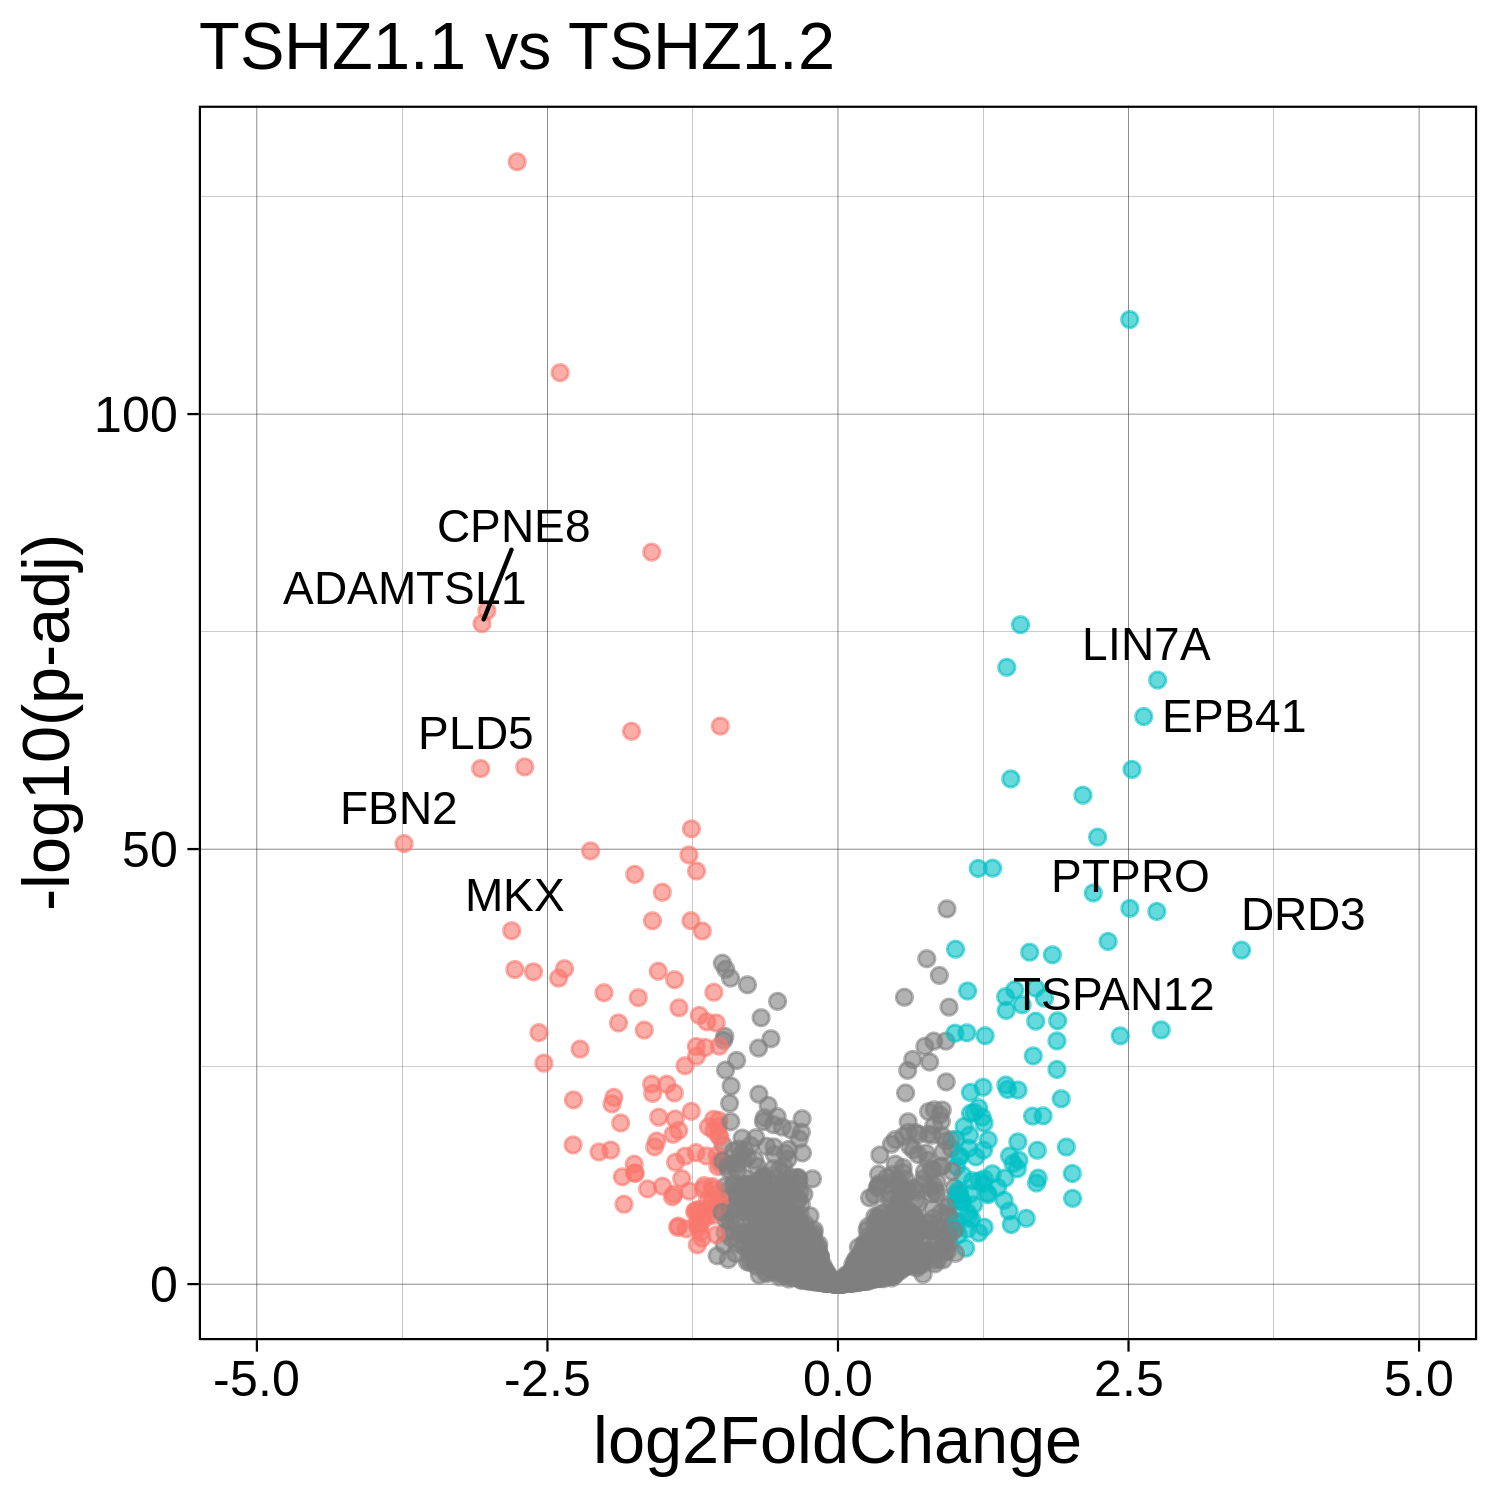 TSHZ1.1 vs TSHZ1.2
-log10(p-adj)
100
50
0
CPNE8
ADAMTSL1
LIN7A
EPB41
PLD5
FBN2
PTPRO
MKX
DRD3
TSPAN12
-5.0
-2.5
0.0
2.5
5.0
log2FoldChange